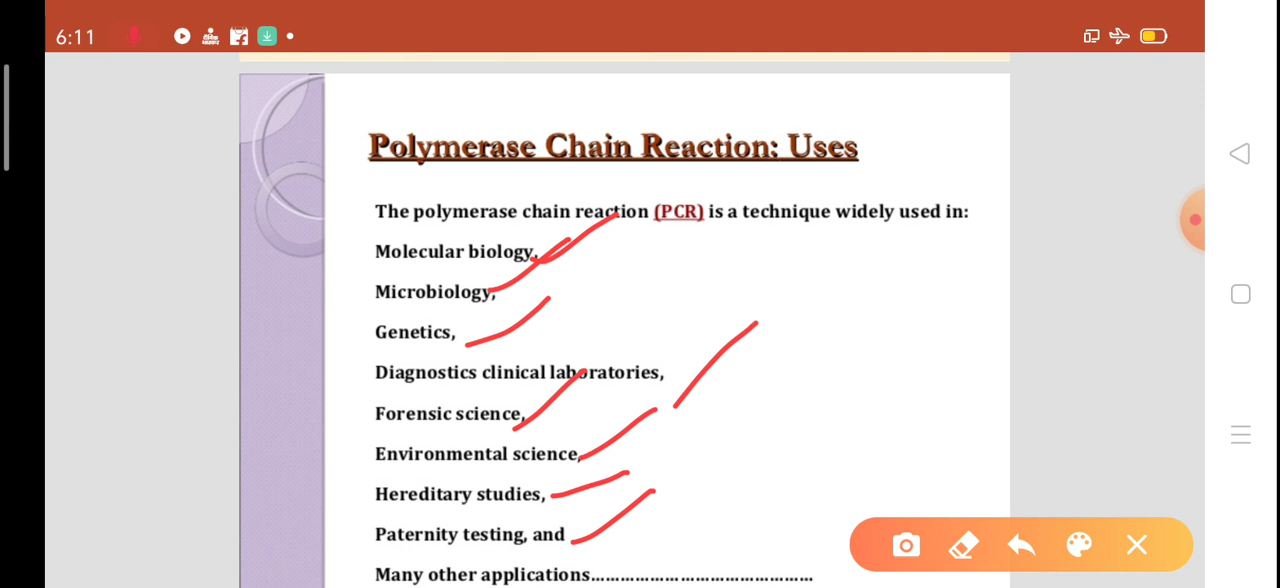 6:11
Polymerase Chain Reaction: Uses
The polymerase chain reaction (PCR) is a technique widely used in:
Molecular biology,
Microbiology,
Genetics,
Diagnostics clinical laboratories,
Forensic science,
Environmental science,
Hereditary studies,
Paternity testing, and
Many other applications..........................................